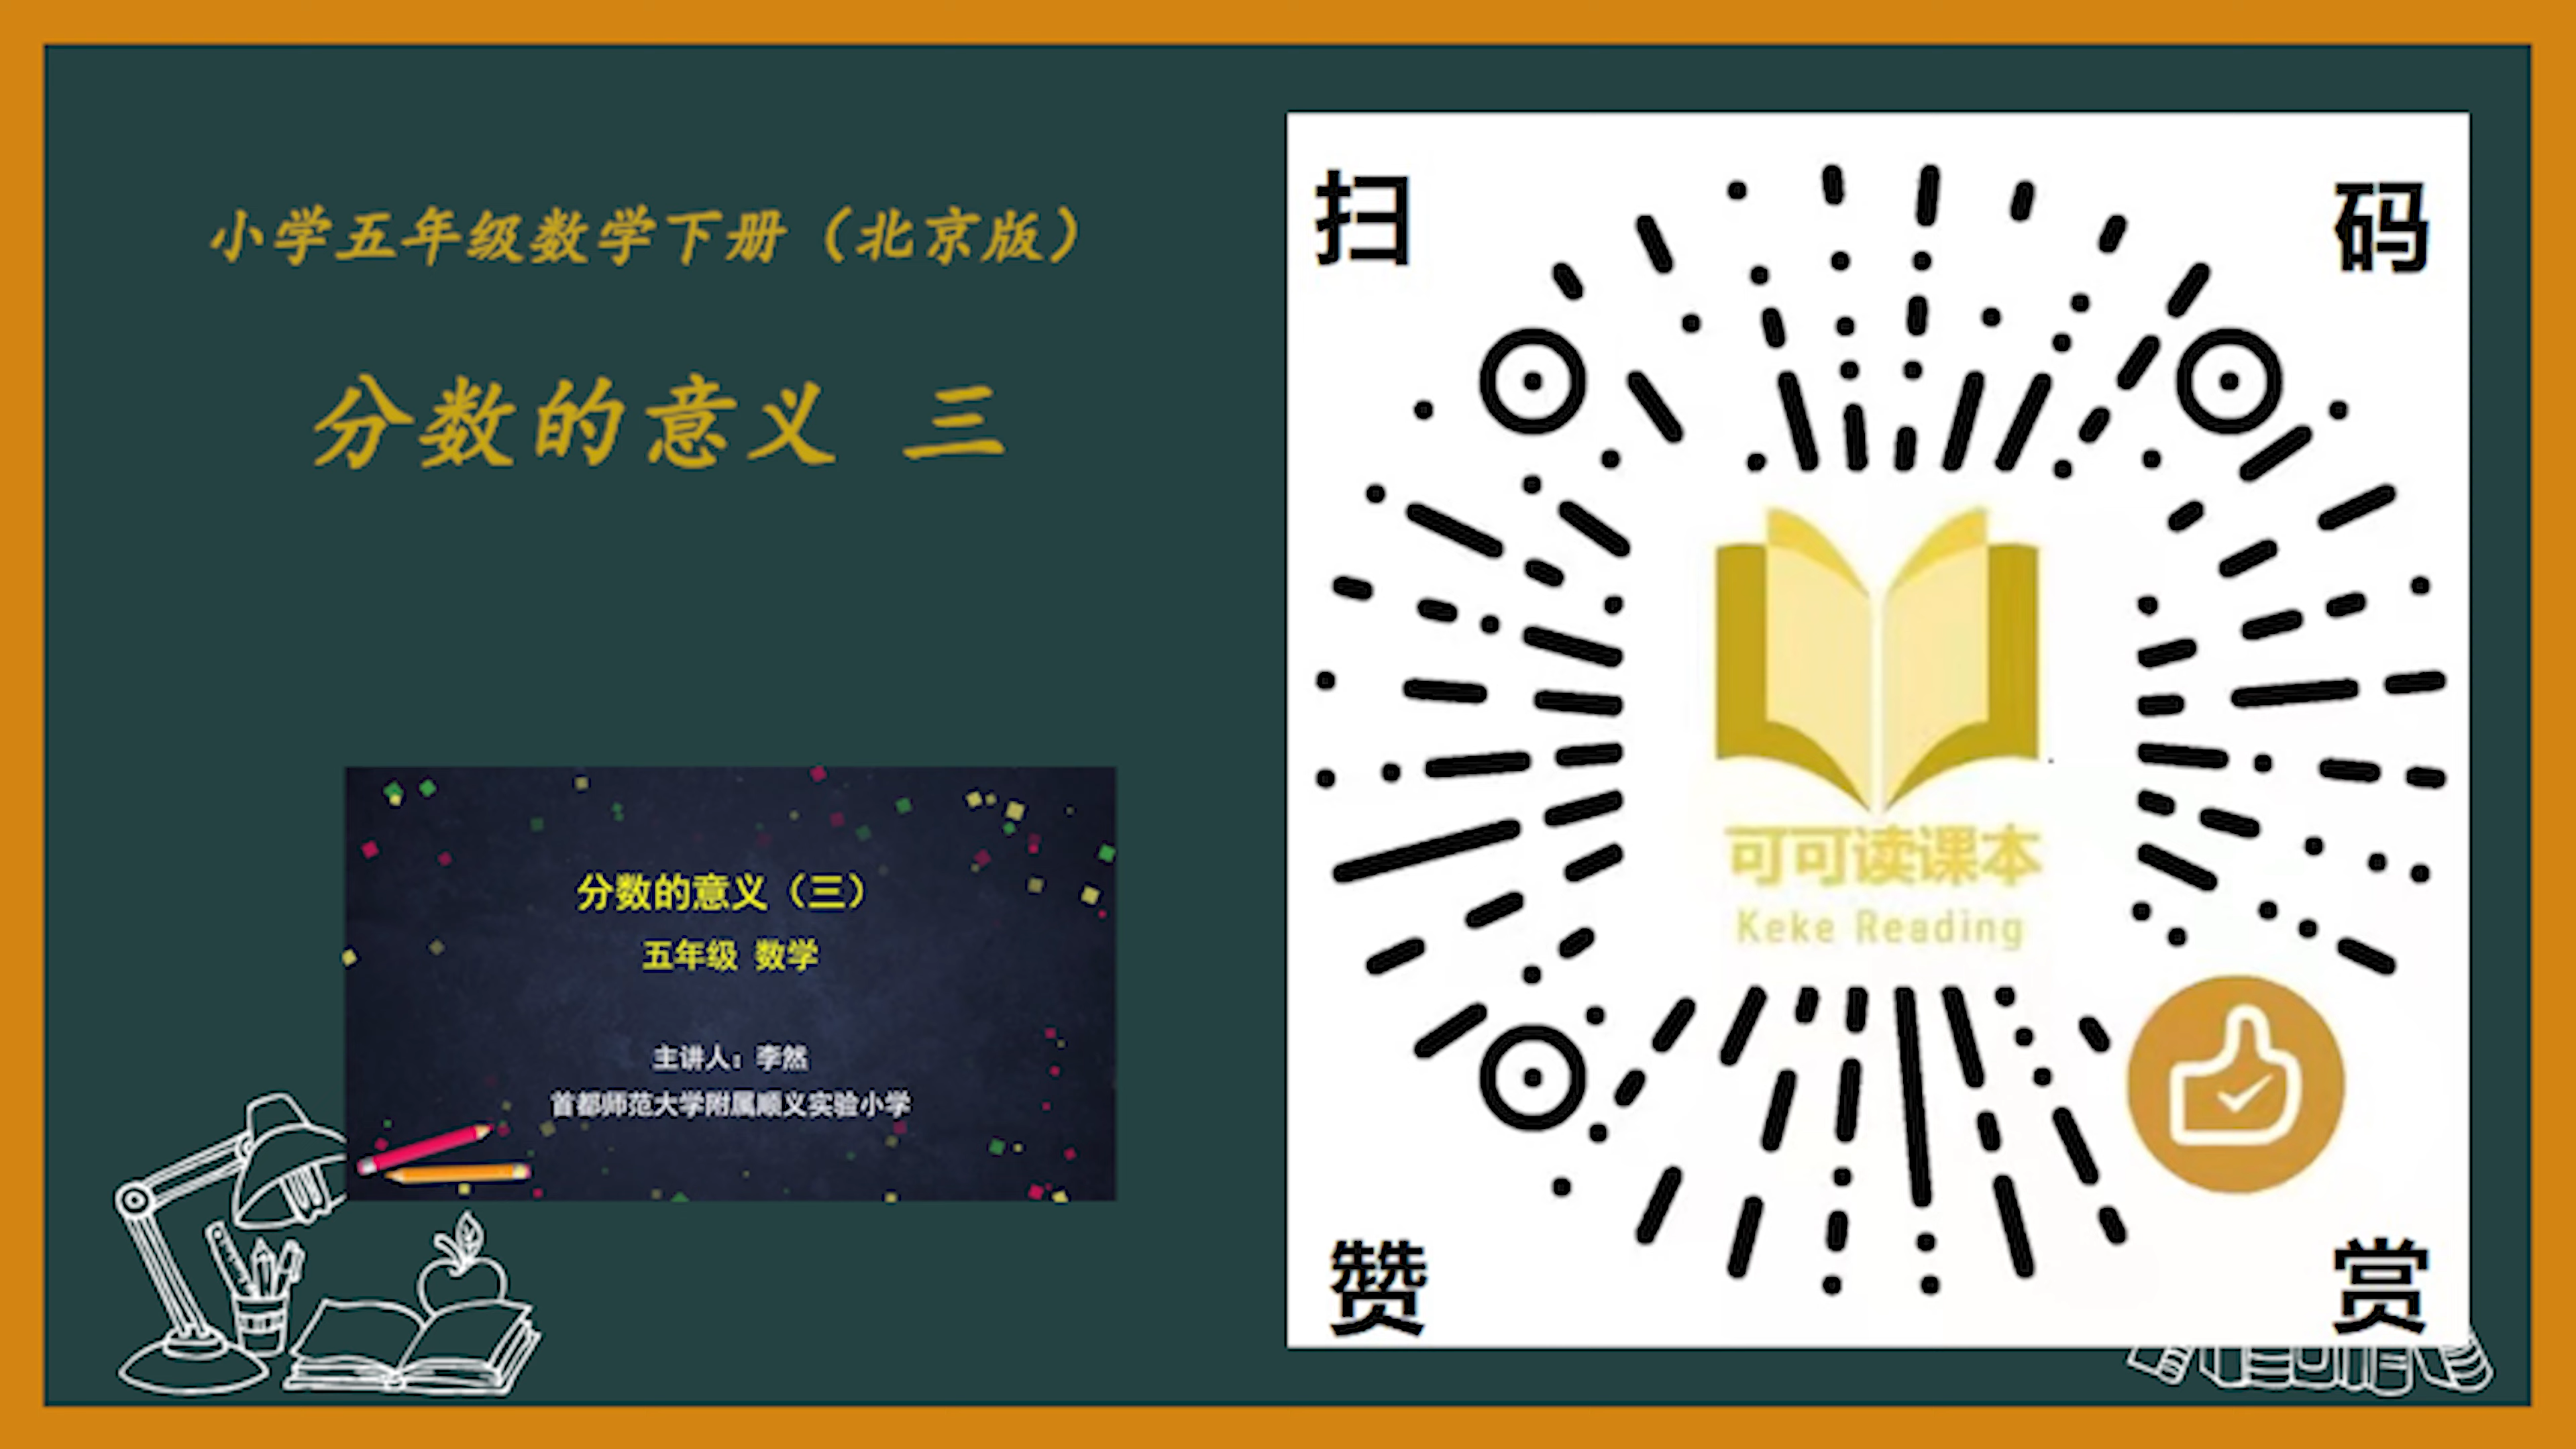 小学五年级数学下册（北京版）
分数的意义 三
分数的意义（三）
五年级 数学
主讲人：李然
首都师范大学附属顺义实验小学
扫
码
可可读课本
Keke Reading
赞
赏